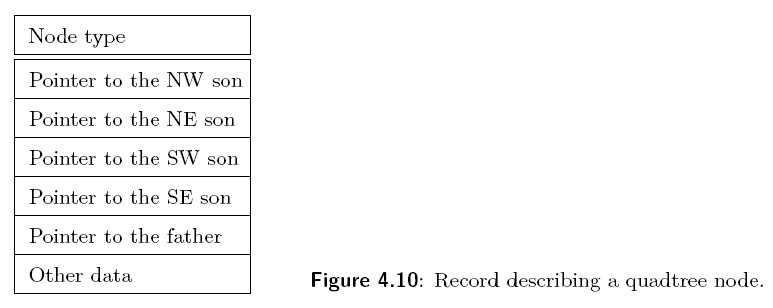 Node type
Pointer to the NW son
Pointer to the NE son
Pointer to the SW son
Pointer to the SE son
Pointer to the father
Other data
Figure 4.10: Record describing a quadtree node.